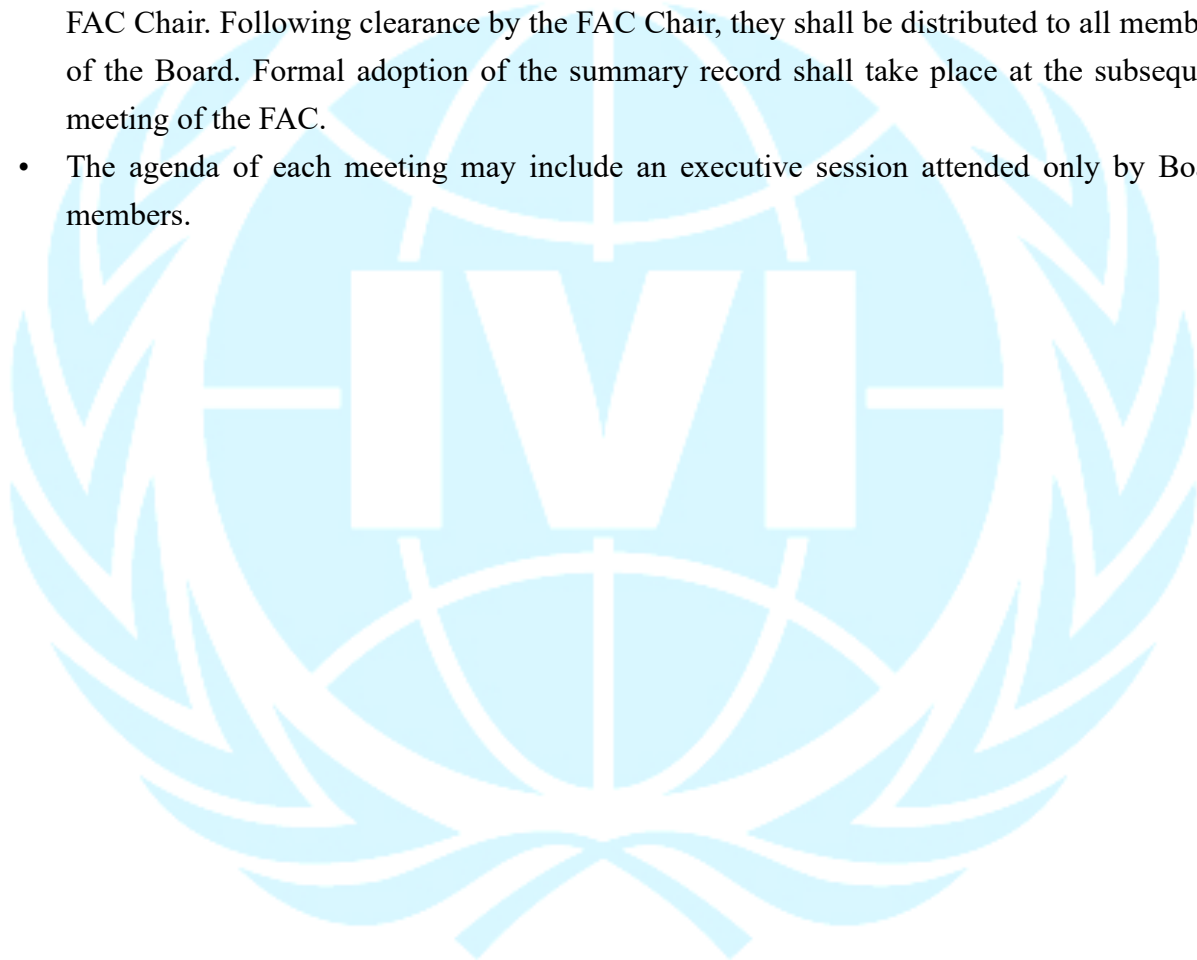 FAC Chair. Following clearance by the FAC Chair, they shall be distributed to all memb
of the Board. Formal adoption of the summary record shall take place at the subsequ
meeting of the FAC.
• The agenda of each meeting may include an executive session attended only by Bo
members.
IVI